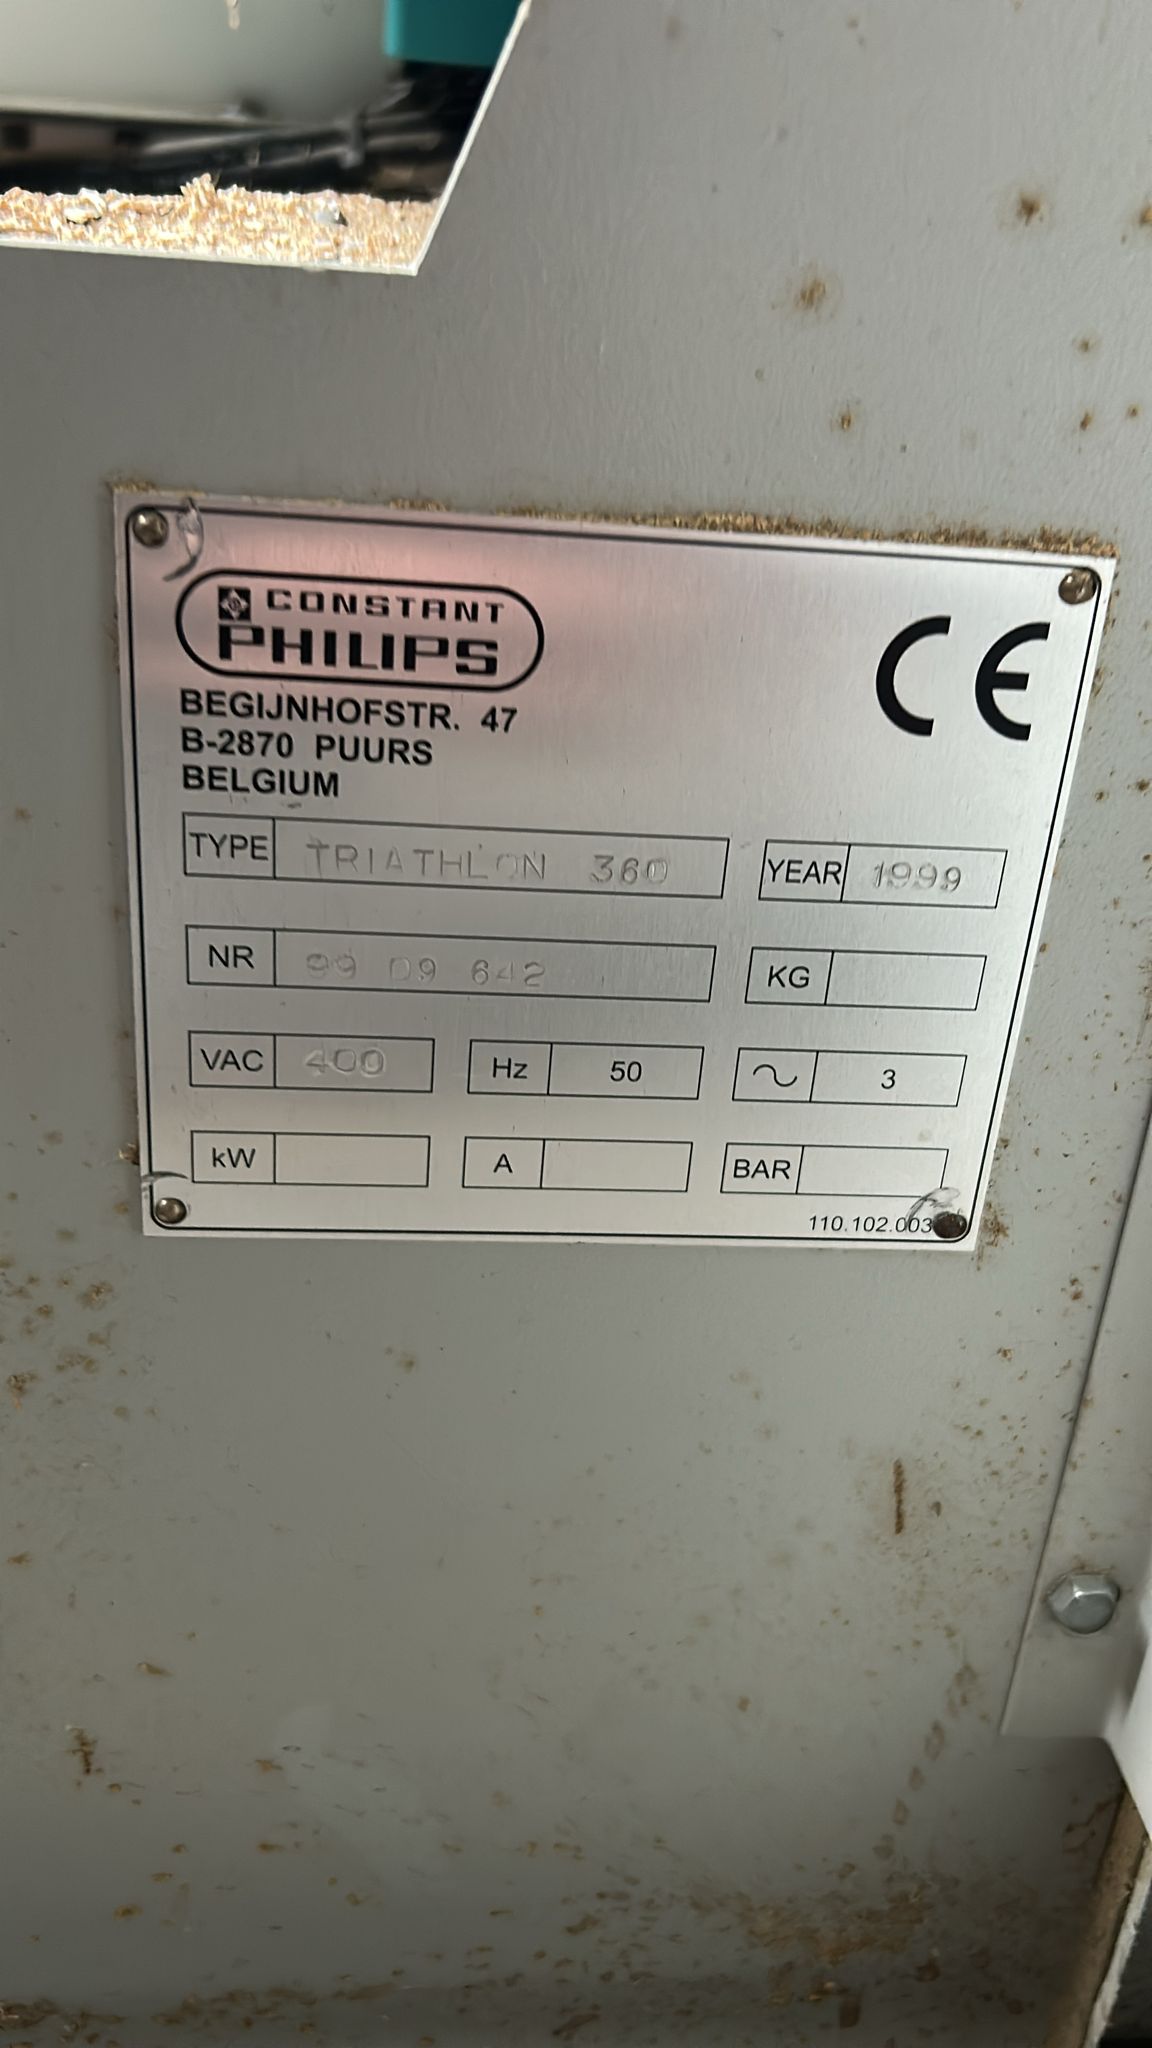 CONSTANT
PHILIPS
BEGIJNHOFSTR. 47
B-2870 PUURS
BELGIUM
CE
TYPE TRIATHLON 360 YEAR 1999
NR 99 09 642 KG
VAC 400 Hz 50 ~ 3
kW A BAR
110.102.003